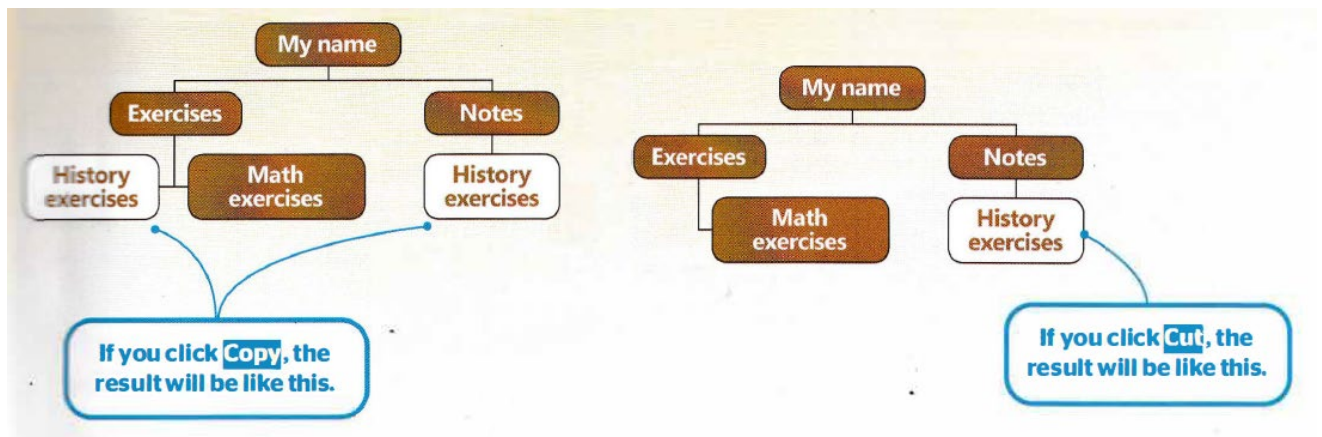 My name
Exercises
Notes
History
exercises
Math
exercises
History
exercises
If you click Copy, the
result will be like this.
My name
Exercises
Notes
Math
exercises
History
exercises
If you click Cut, the
result will be like this.